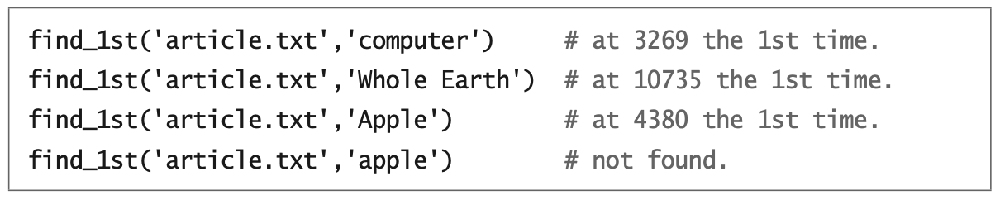 find_1st('article.txt','computer')     # at 3269 the 1st time.
find_1st('article.txt','Whole Earth')  # at 10735 the 1st time.
find_1st('article.txt','Apple')        # at 4380 the 1st time.
find_1st('article.txt','apple')        # not found.